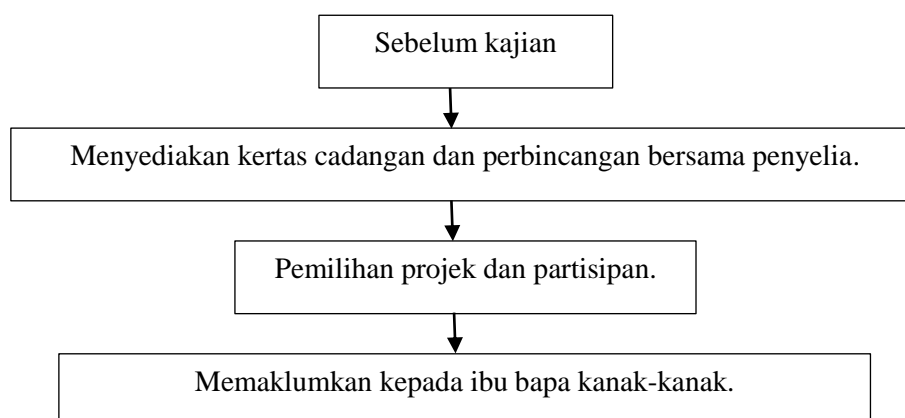 Sebelum kajian
Menyediakan kertas cadangan dan perbincangan bersama penyelia.
Pemilihan projek dan partisipan.
Memaklumkan kepada ibu bapa kanak-kanak.